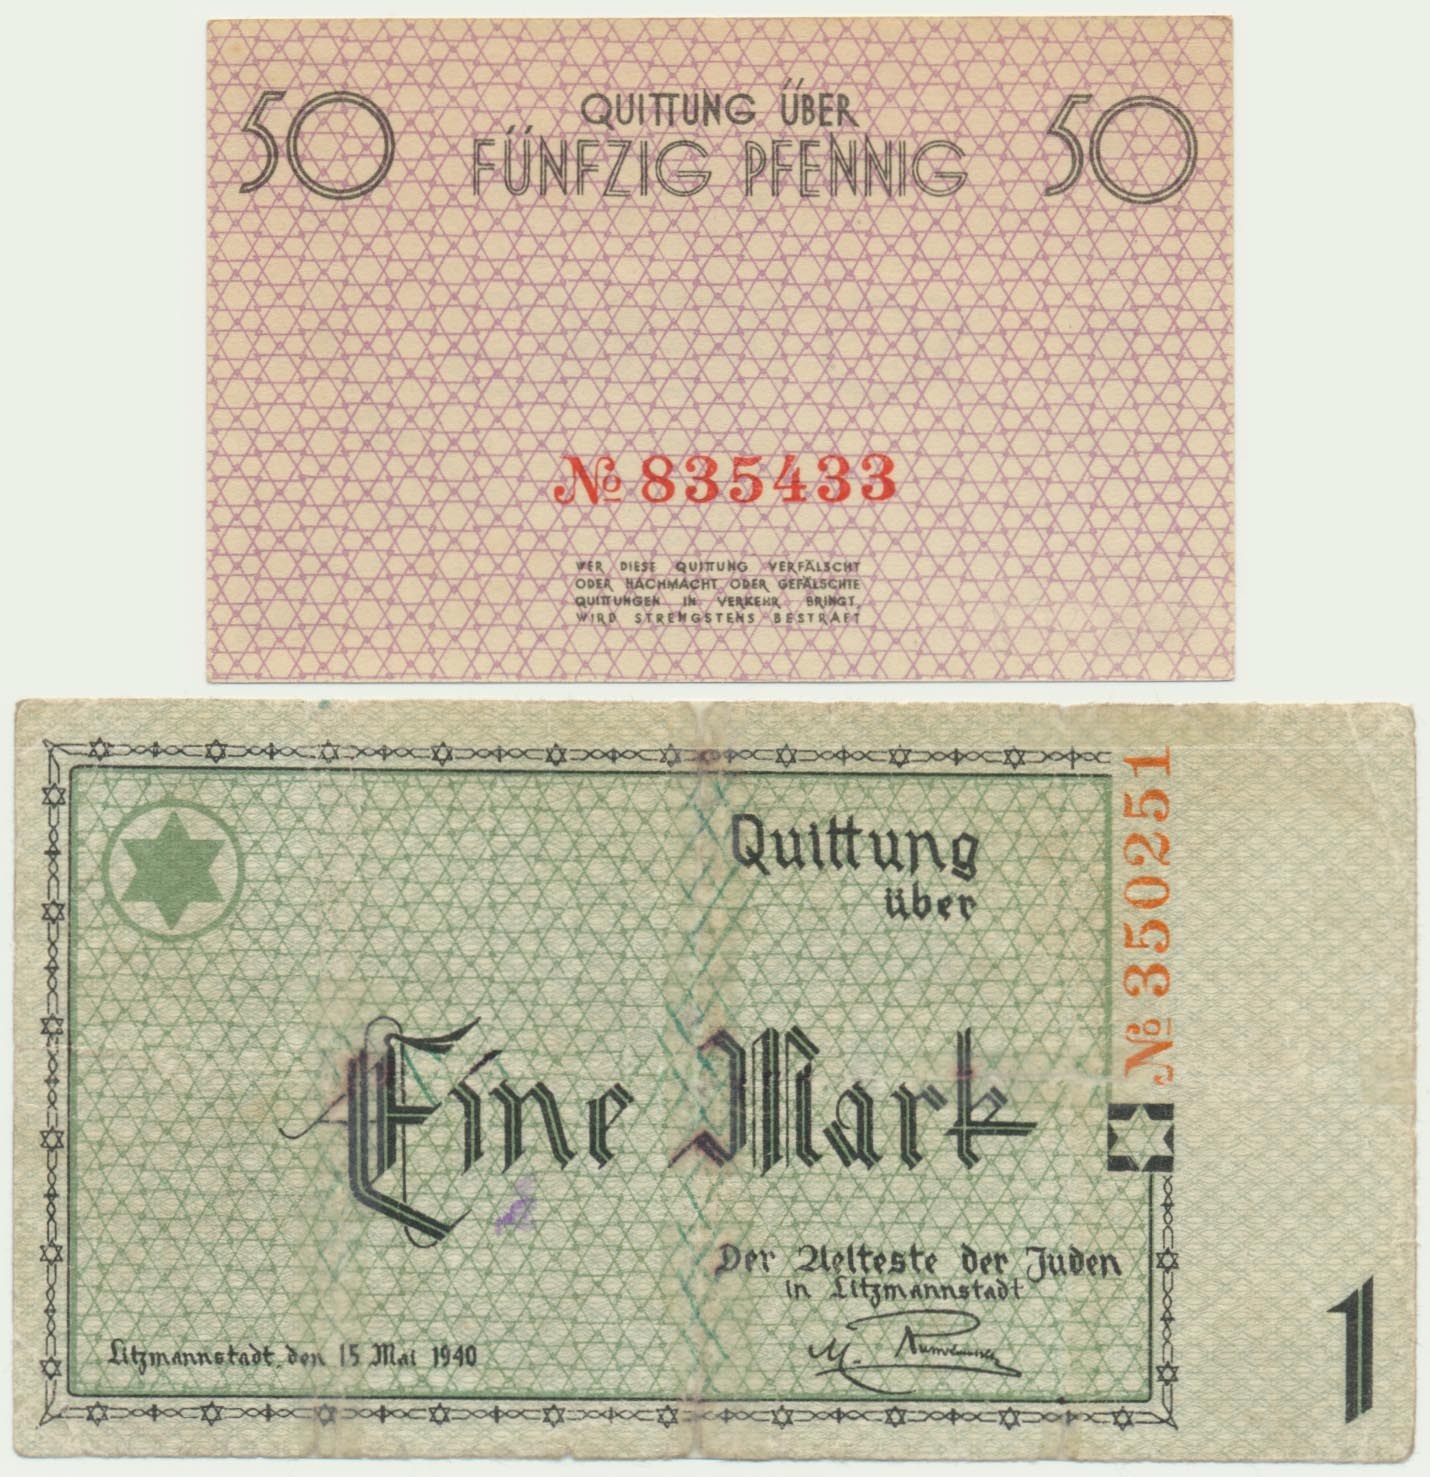 50 QUITTUNG ÜBER 50
FÜNFZIG PFENNIG
№ 835433
WER DIESE QUITTUNG VERFÄLSCHT
ODER NACHMACHT ODER GEFÄLSCHTE
QUITTUNGEN IN VERKEHR BRINGT,
WIRD STRENGSTENS BESTRAFT
Quittung
über
Eine Mark
№ 350251
Der Aelteste der Juden
in Litzmannstadt
Litzmannstadt, den 15 Mai 1940
1